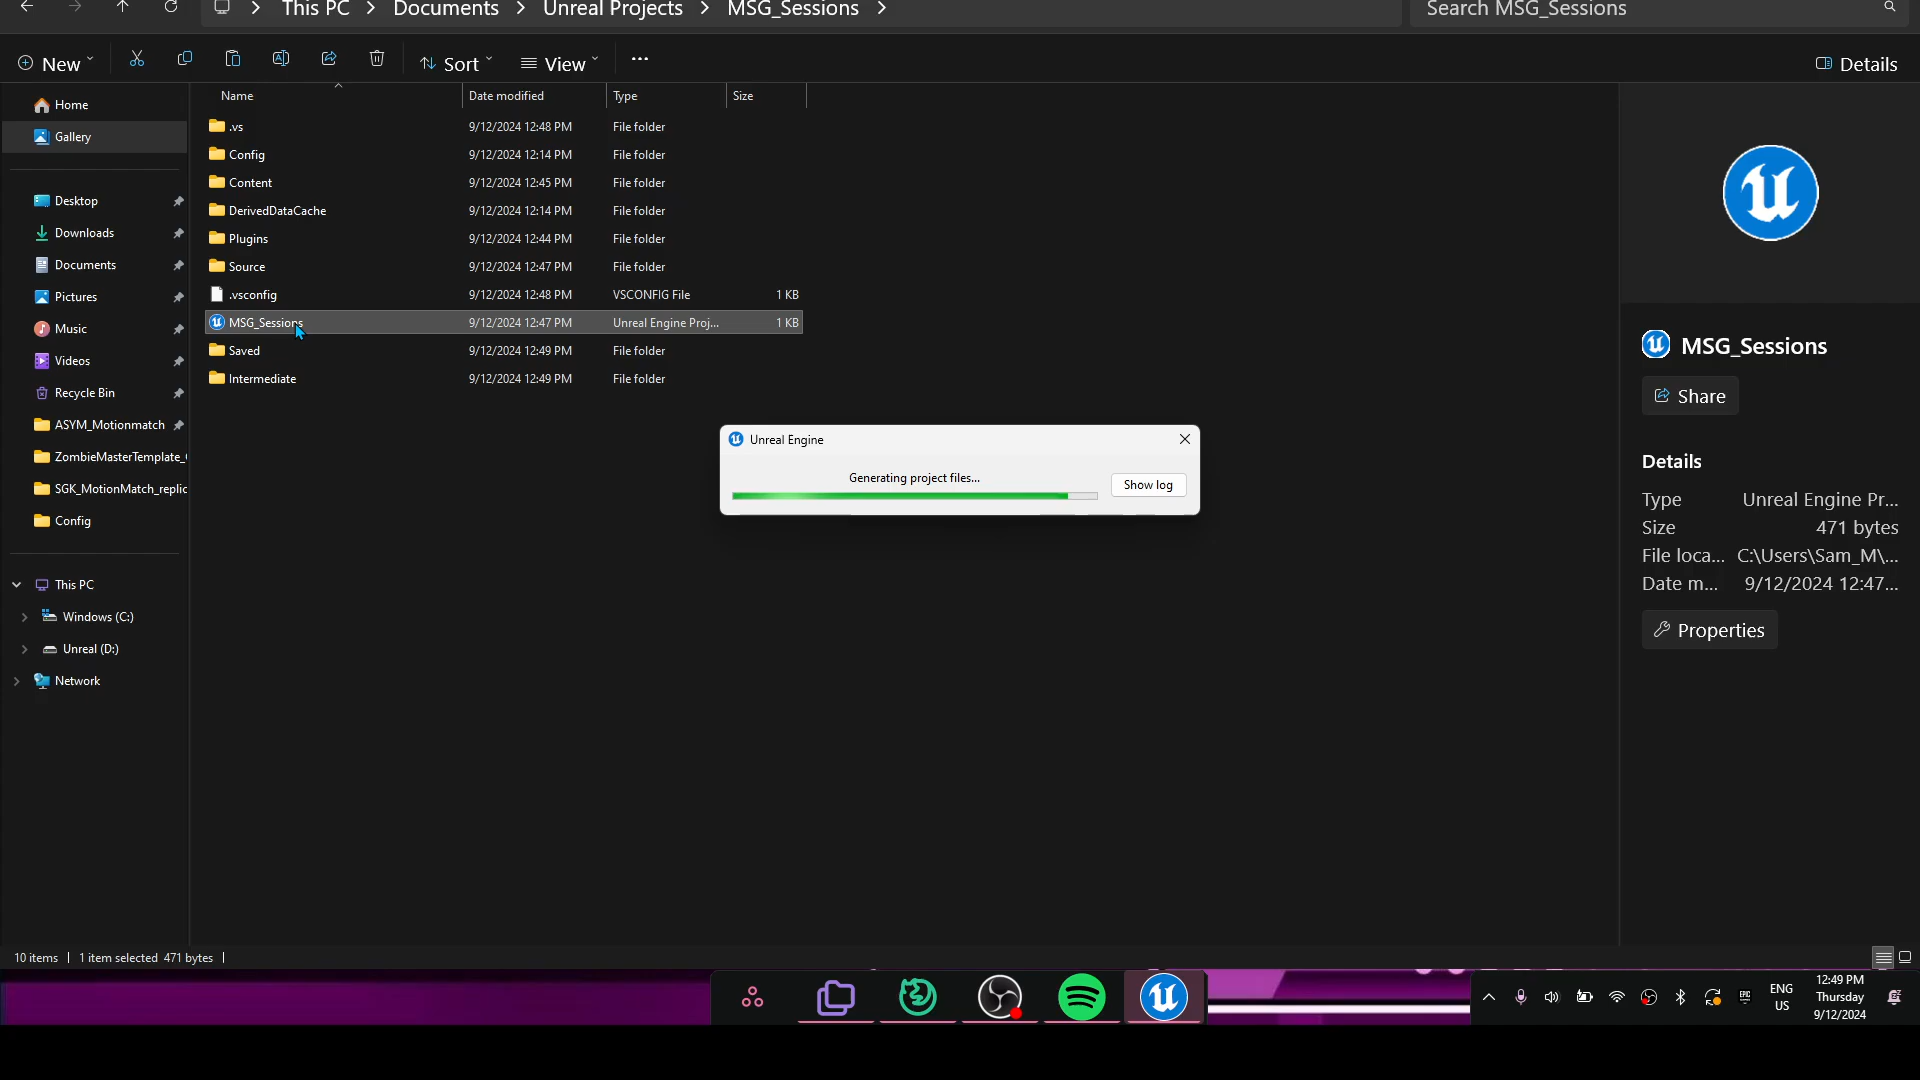 This PC > Documents > Unreal Projects > MSG_Sessions >
Search MSG_Sessions
New
Sort
View
Details
Home
Gallery
Desktop
Downloads
Documents
Pictures
Music
Videos
Recycle Bin
ASYM_Motionmatch
ZombieMasterTemplate_
SGK_MotionMatch_replic
Config
This PC
Windows (C:)
Unreal (D:)
Network
Name Date modified Type Size
.vs 9/12/2024 12:48 PM File folder
Config 9/12/2024 12:14 PM File folder
Content 9/12/2024 12:45 PM File folder
DerivedDataCache 9/12/2024 12:14 PM File folder
Plugins 9/12/2024 12:44 PM File folder
Source 9/12/2024 12:47 PM File folder
.vsconfig 9/12/2024 12:48 PM VSCONFIG File 1 KB
MSG_Sessions 9/12/2024 12:47 PM Unreal Engine Proj... 1 KB
Saved 9/12/2024 12:49 PM File folder
Intermediate 9/12/2024 12:49 PM File folder
Unreal Engine
Generating project files...
Show log
MSG_Sessions
Share
Details
Type Unreal Engine Pr...
Size 471 bytes
File loca... C:\Users\Sam_M\...
Date m... 9/12/2024 12:47...
Properties
10 items | 1 item selected 471 bytes |
ENG
US
12:49 PM
Thursday
9/12/2024